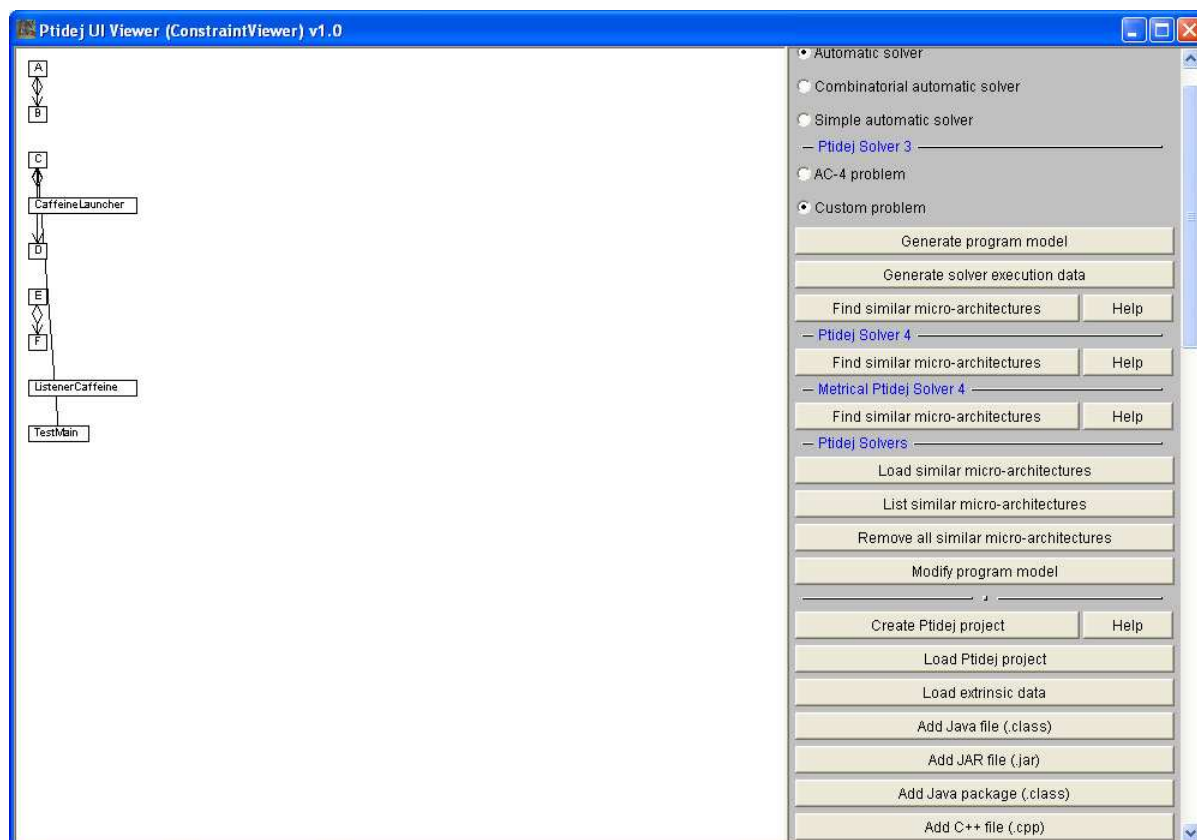 Ptidej UI Viewer (ConstraintViewer) v1.0
A
B
C
CaffeineLauncher
D
E
F
ListenerCaffeine
TestMain
Automatic solver
Combinatorial automatic solver
Simple automatic solver
Ptidej Solver 3
AC-4 problem
Custom problem
Generate program model
Generate solver execution data
Find similar micro-architectures Help
Ptidej Solver 4
Find similar micro-architectures Help
Metrical Ptidej Solver 4
Find similar micro-architectures Help
Ptidej Solvers
Load similar micro-architectures
List similar micro-architectures
Remove all similar micro-architectures
Modify program model
Create Ptidej project Help
Load Ptidej project
Load extrinsic data
Add Java file (.class)
Add JAR file (.jar)
Add Java package (.class)
Add C++ file (.cpp)